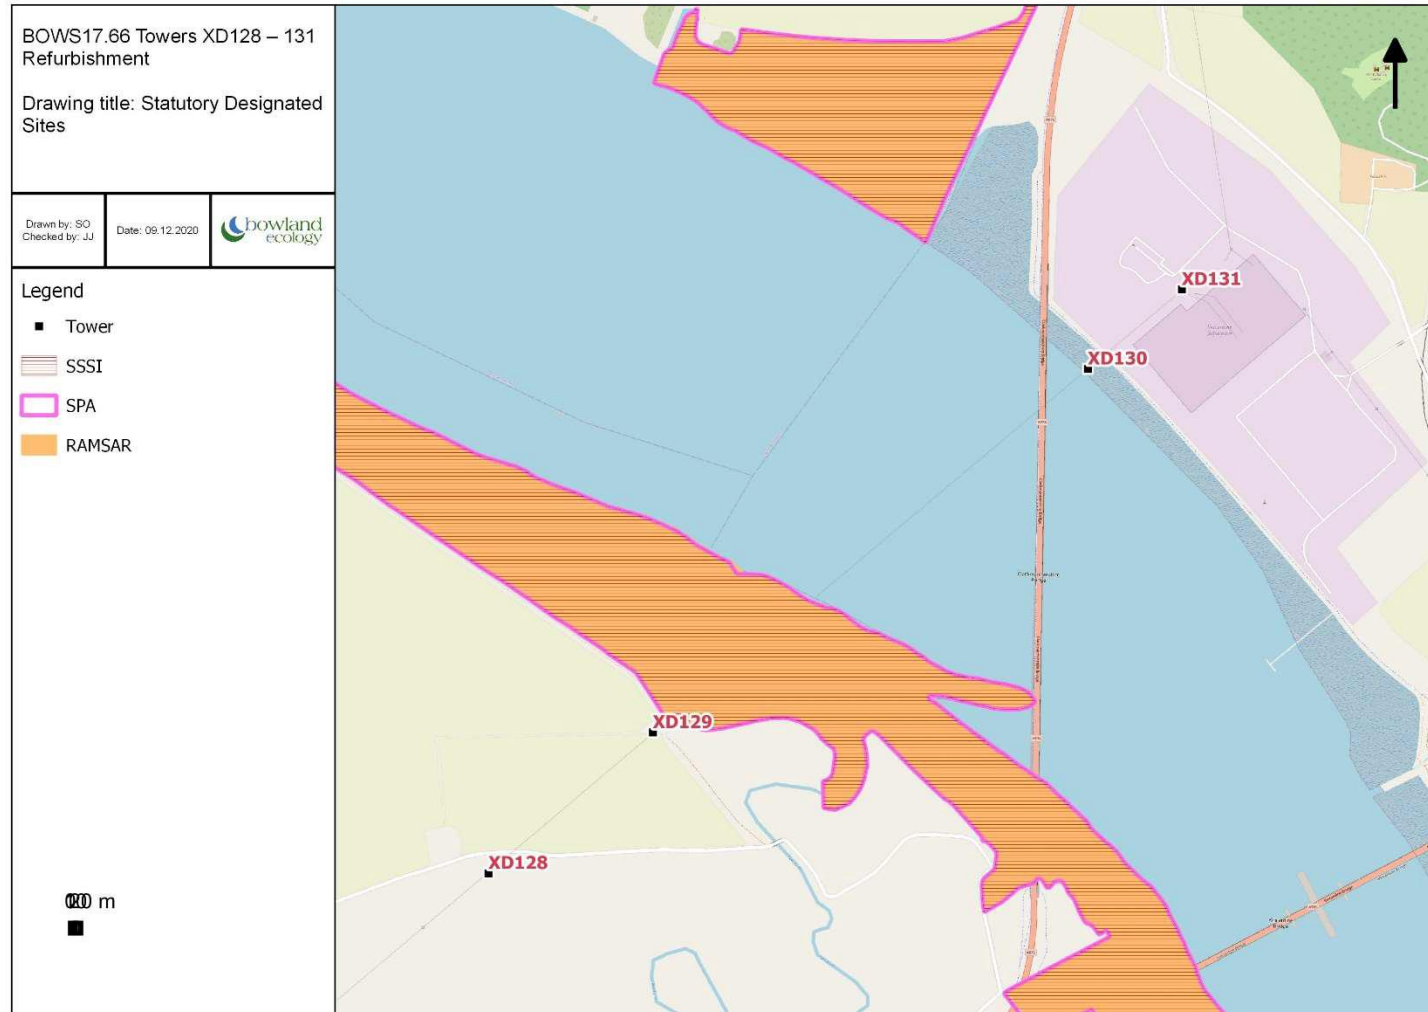 BOWS17.66 Towers XD128 – 131
Refurbishment
Drawing title: Statutory Designated
Sites
Drawn by: SO
Checked by: JJ
Date: 09.12.2020
bowland
ecology
Legend
Tower
SSSI
SPA
RAMSAR
m
XD131
XD130
XD129
XD128